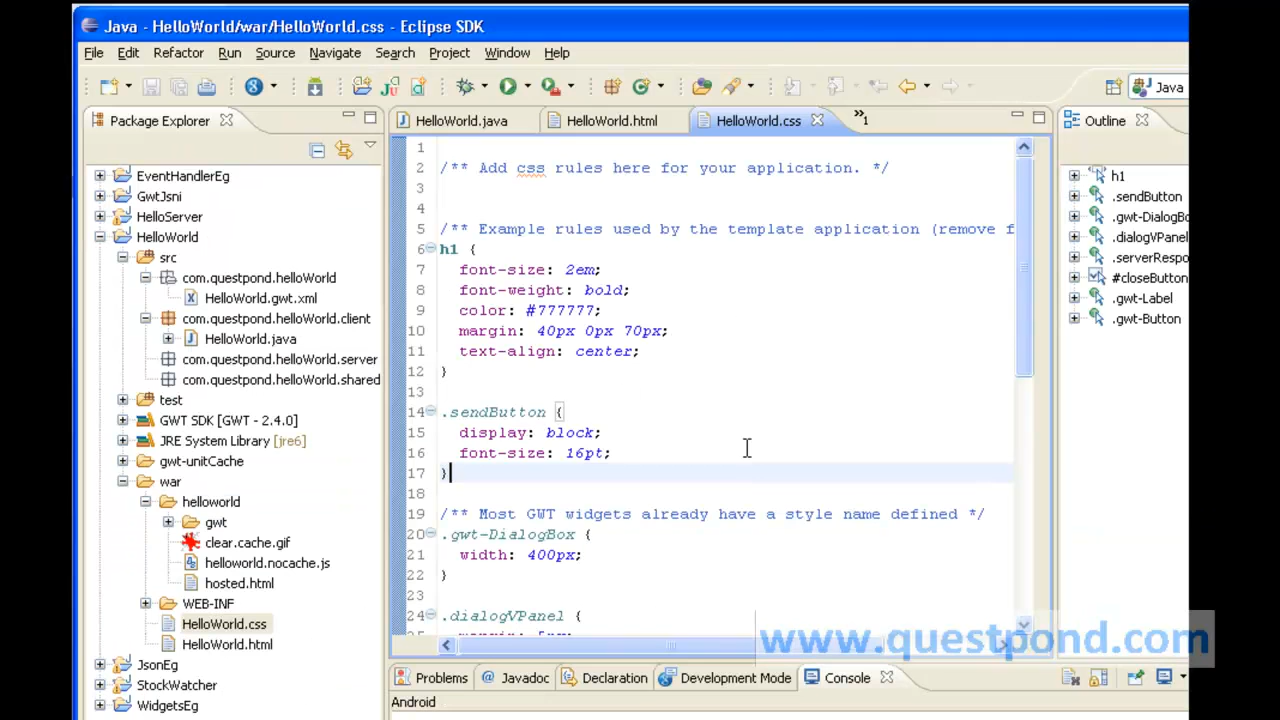 Java - HelloWorld/war/HelloWorld.css - Eclipse SDK
File Edit Refactor Run Source Navigate Search Project Window Help
Java
Package Explorer
EventHandlerEg
GwtJsni
HelloServer
HelloWorld
src
com.questpond.helloWorld
HelloWorld.gwt.xml
com.questpond.helloWorld.client
HelloWorld.java
com.questpond.helloWorld.server
com.questpond.helloWorld.shared
test
GWT SDK [GWT - 2.4.0]
JRE System Library [jre6]
gwt-unitCache
war
helloworld
gwt
clear.cache.gif
helloworld.nocache.js
hosted.html
WEB-INF
HelloWorld.css
HelloWorld.html
JsonEg
StockWatcher
WidgetsEg
HelloWorld.java HelloWorld.html HelloWorld.css »1
1
2 /** Add css rules here for your application. */
3
4
5 /** Example rules used by the template application (remove f
6 h1 {
7 font-size: 2em;
8 font-weight: bold;
9 color: #777777;
10 margin: 40px 0px 70px;
11 text-align: center;
12 }
13
14 .sendButton {
15 display: block;
16 font-size: 16pt;
17 }
18
19 /** Most GWT widgets already have a style name defined */
20 .gwt-DialogBox {
21 width: 400px;
22 }
23
24 .dialogVPanel {
Outline
h1
.sendButton
.gwt-DialogBo
.dialogVPanel
.serverRespo
#closeButton
.gwt-Label
.gwt-Button
www.questpond.com
Problems @ Javadoc Declaration Development Mode Console
Android